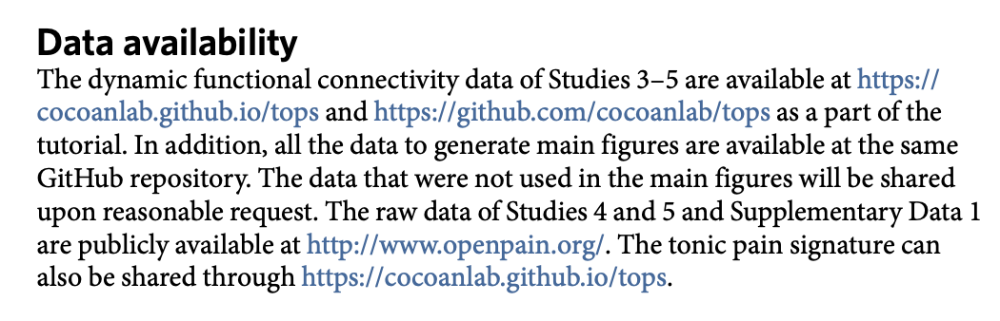 Data availability
The dynamic functional connectivity data of Studies 3–5 are available at https://
cocoanlab.github.io/tops and https://github.com/cocoanlab/tops as a part of the
tutorial. In addition, all the data to generate main figures are available at the same
GitHub repository. The data that were not used in the main figures will be shared
upon reasonable request. The raw data of Studies 4 and 5 and Supplementary Data 1
are publicly available at http://www.openpain.org/. The tonic pain signature can
also be shared through https://cocoanlab.github.io/tops.